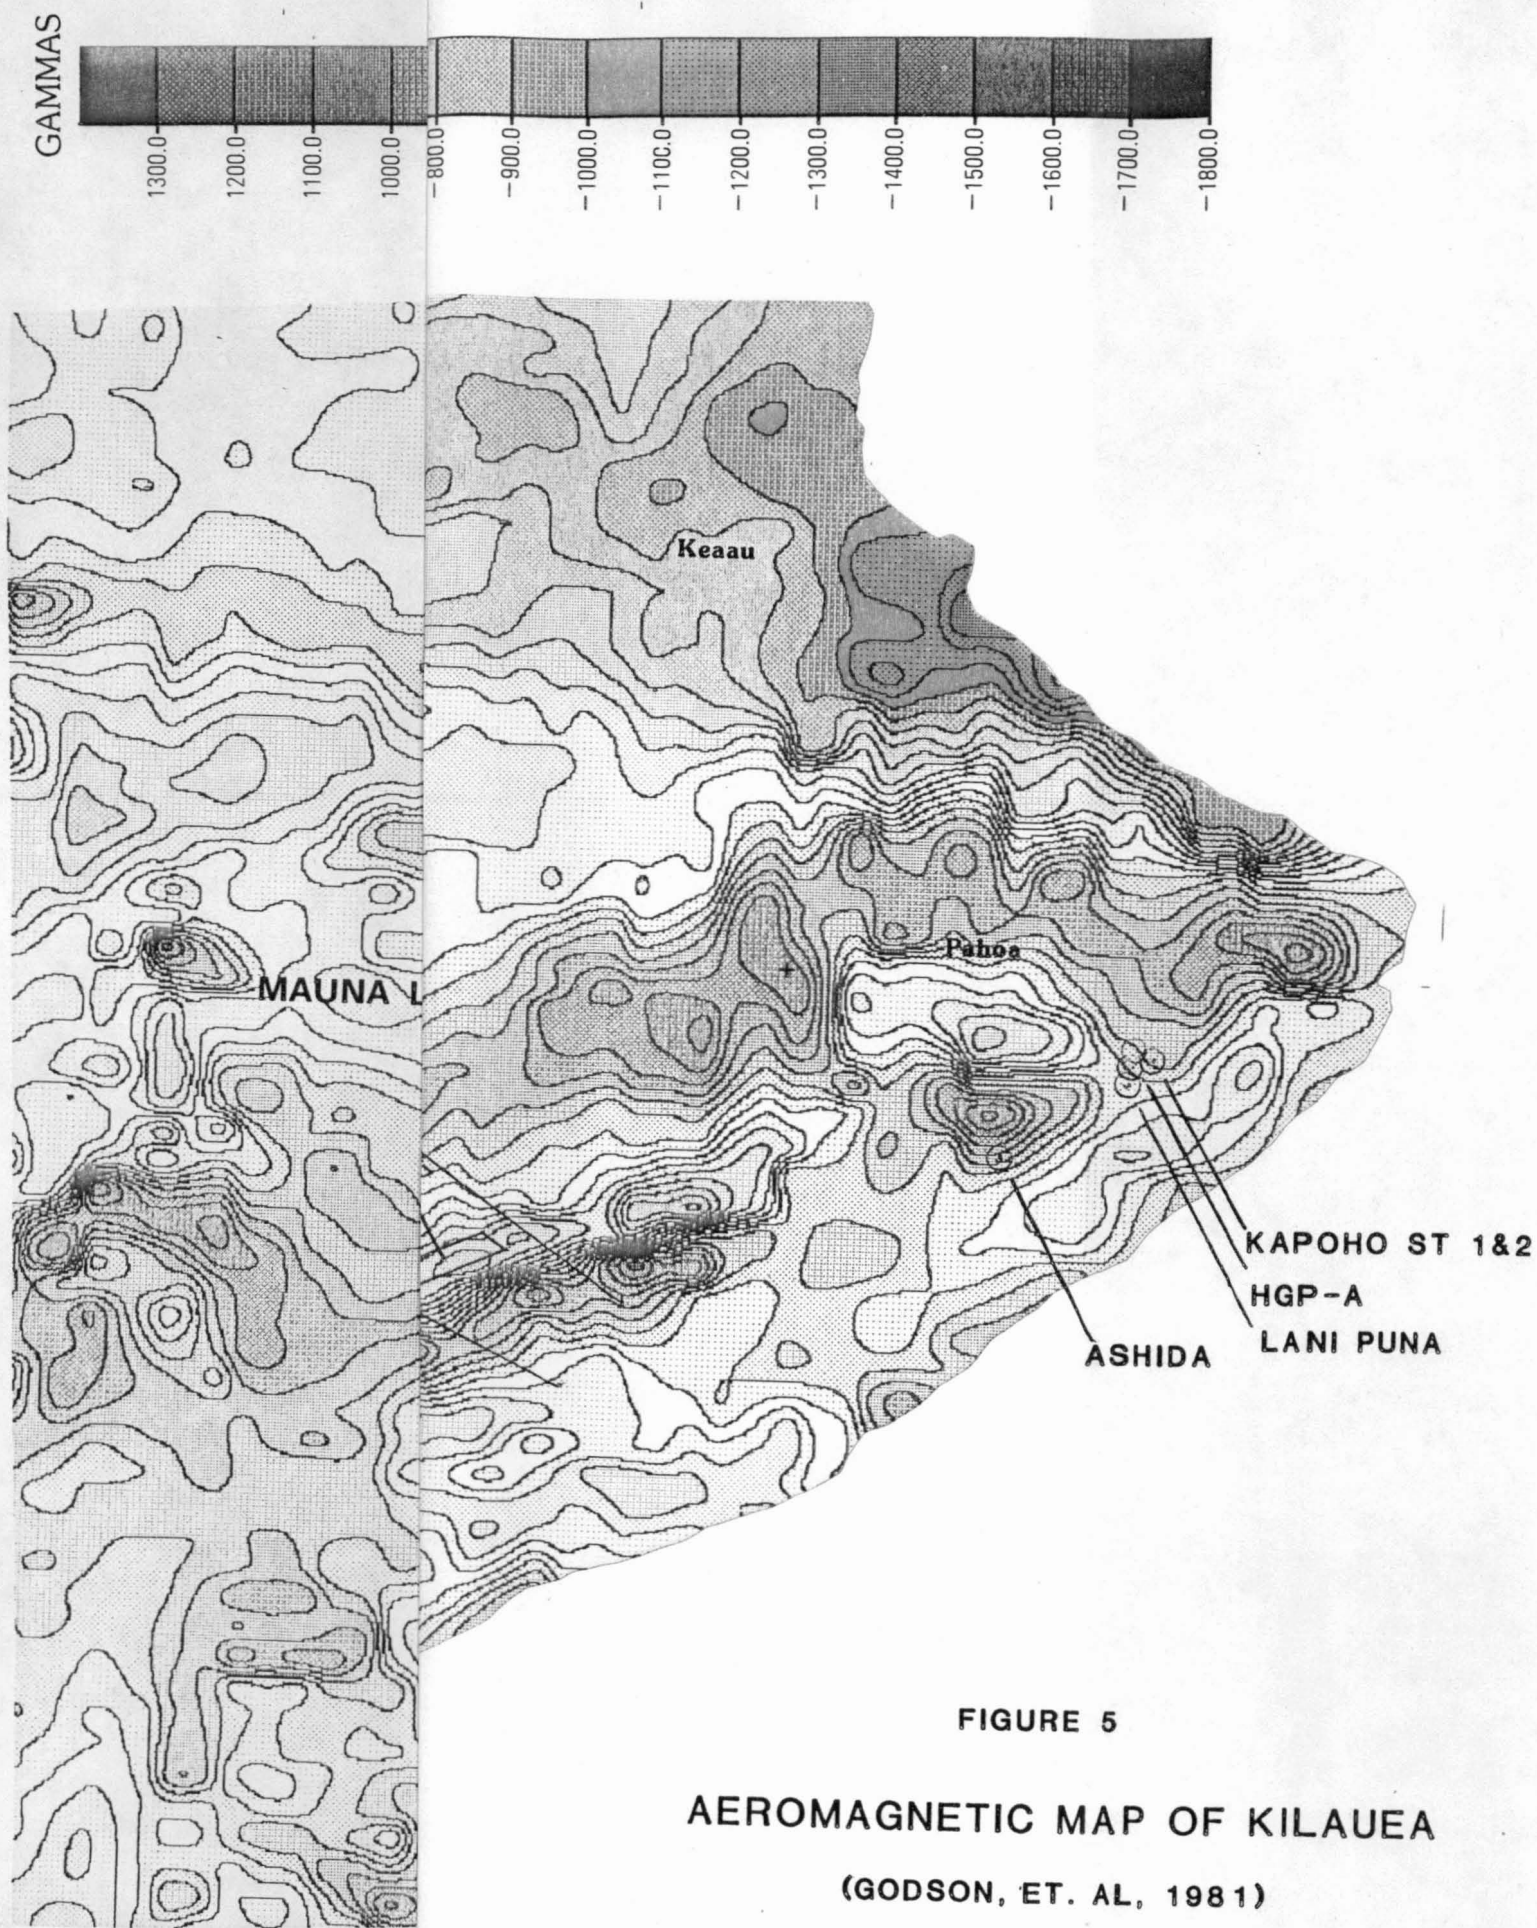 GAMMAS
1300.0
1200.0
1100.0
1000.0
-800.0
-900.0
-1000.0
-1100.0
-1200.0
-1300.0
-1400.0
-1500.0
-1600.0
-1700.0
-1800.0
Keaau
Pahoa
MAUNA L
KAPOHO ST 1&2
HGP-A
LANI PUNA
ASHIDA
FIGURE 5
AEROMAGNETIC MAP OF KILAUEA
(GODSON, ET. AL, 1981)